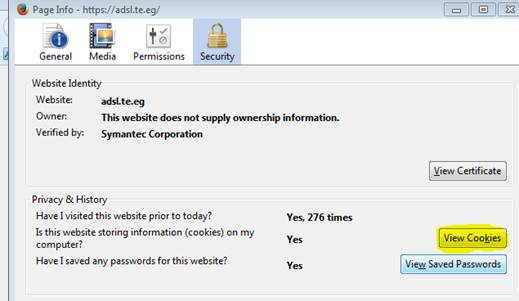 Page Info - https://adsl.te.eg/
General Media Permissions Security
Website Identity
Website: adsl.te.eg
Owner: This website does not supply ownership information.
Verified by: Symantec Corporation
View Certificate
Privacy & History
Have I visited this website prior to today? Yes, 276 times
Is this website storing information (cookies) on my
computer? Yes View Cookies
Have I saved any passwords for this website? Yes View Saved Passwords